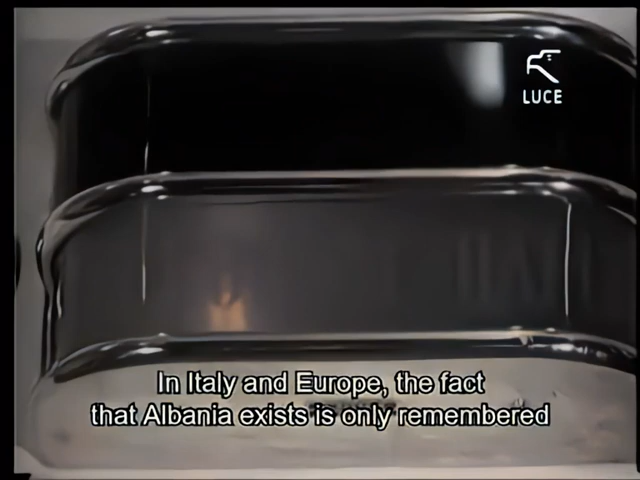 LUCE
In Italy and Europe, the fact
that Albania exists is only remembered